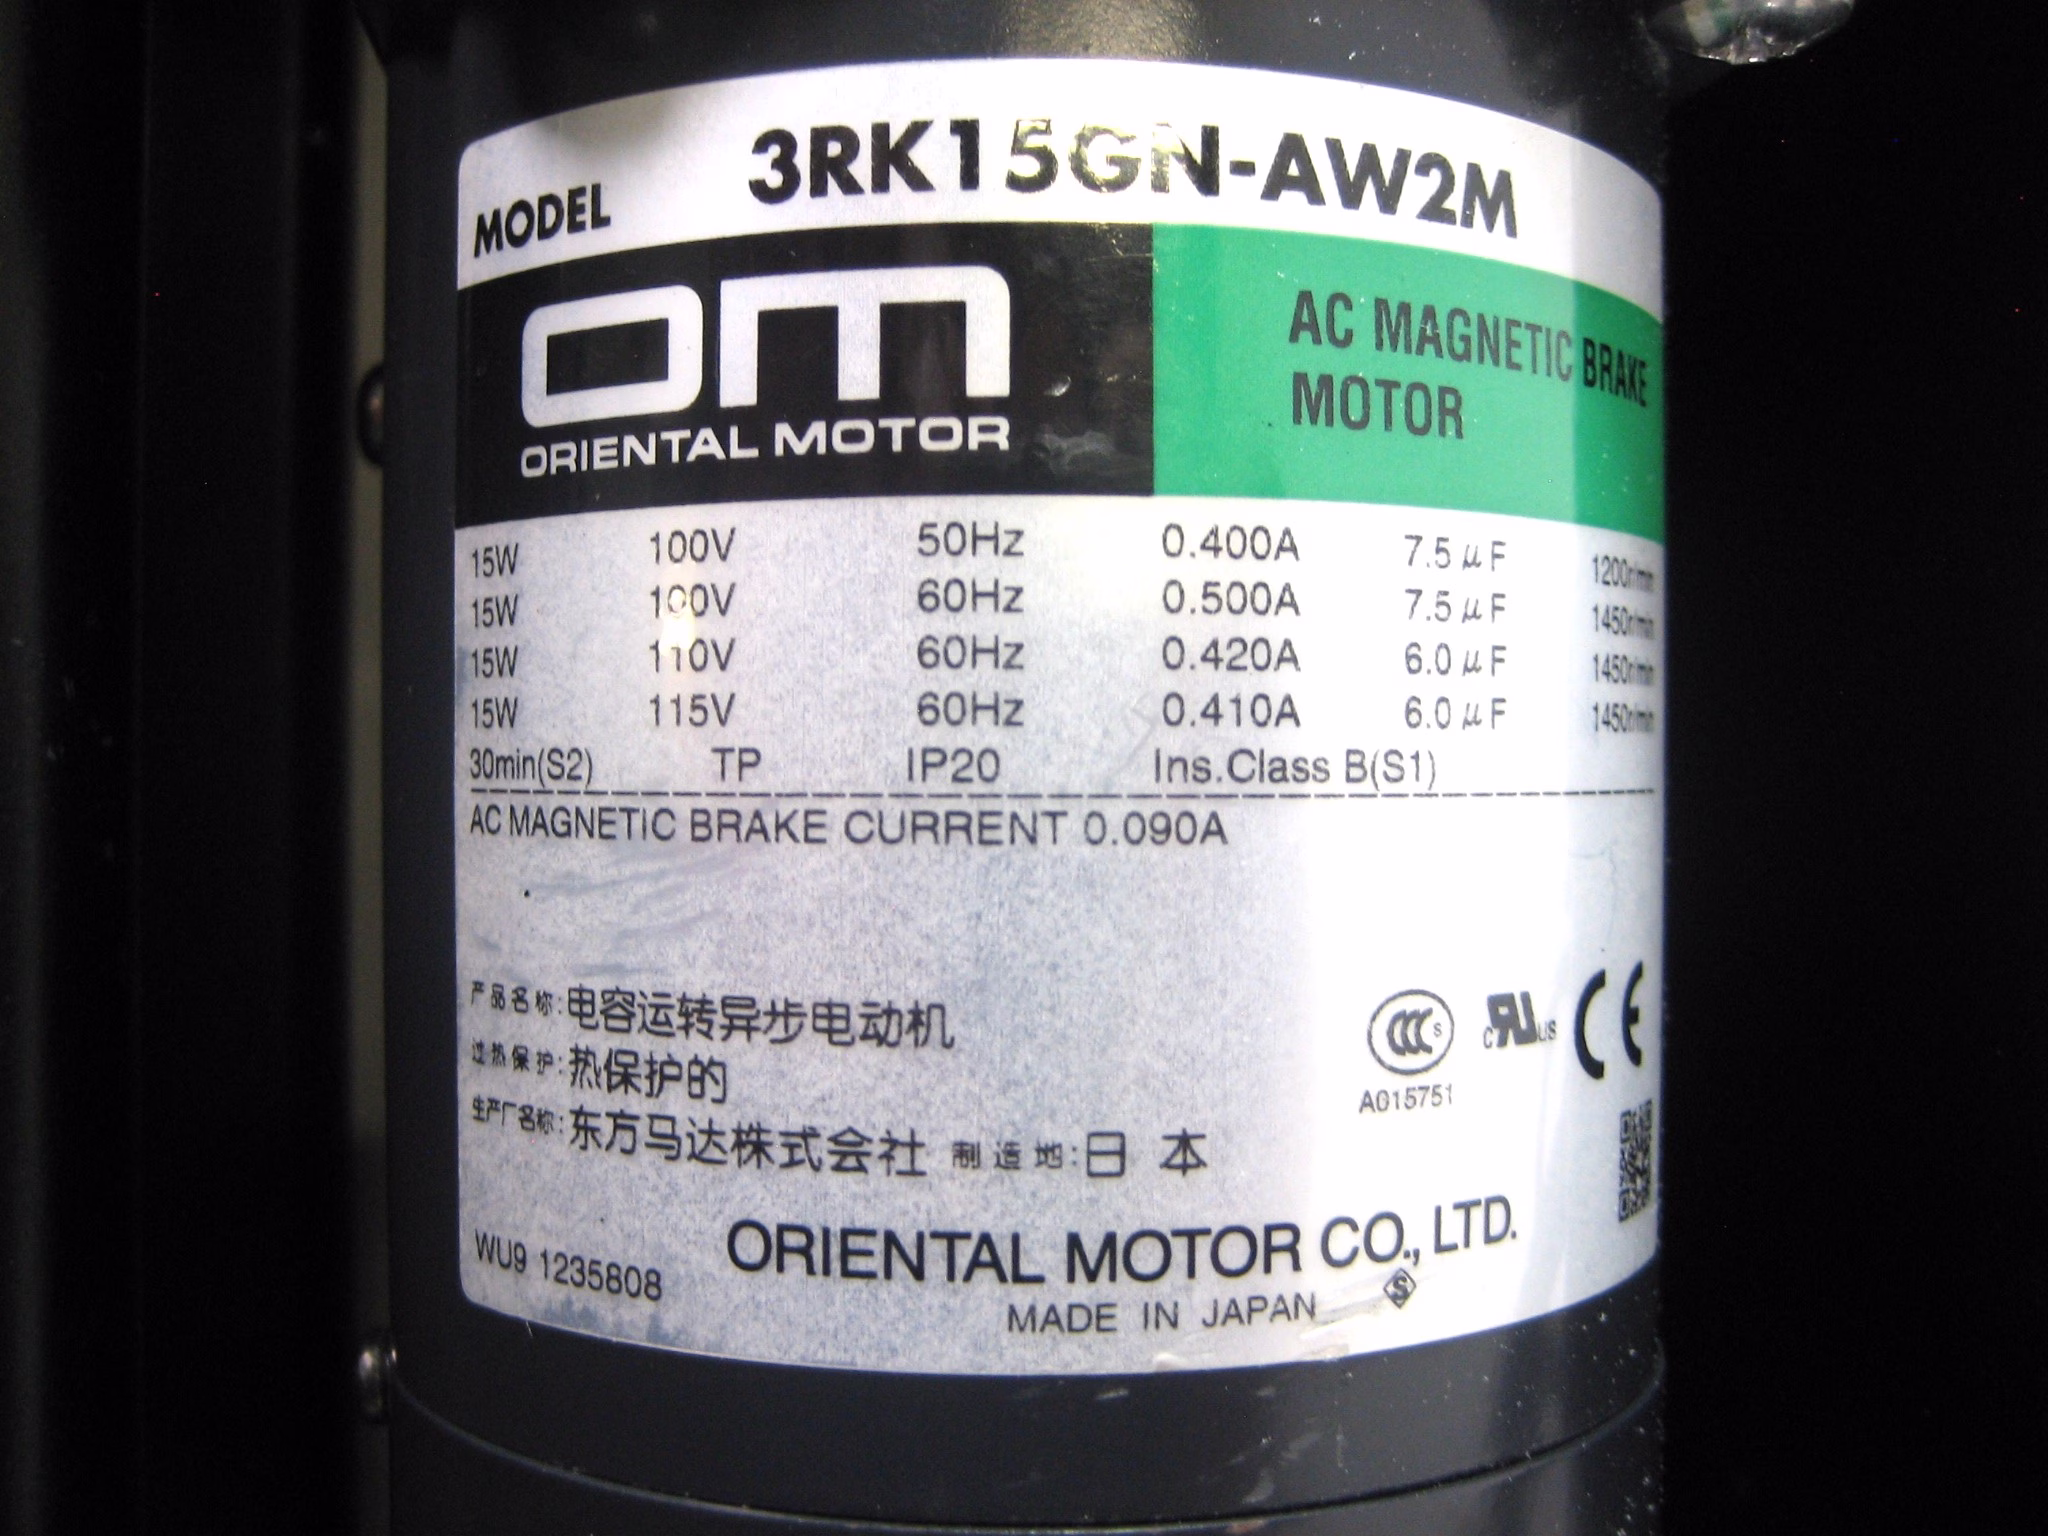 MODEL 3RK15GN-AW2M
om
ORIENTAL MOTOR
AC MAGNETIC BRAKE
MOTOR
15W 100V 50Hz 0.400A 7.5μF 1200r/min
15W 100V 60Hz 0.500A 7.5μF 1450r/min
15W 110V 60Hz 0.420A 6.0μF 1450r/min
15W 115V 60Hz 0.410A 6.0μF 1450r/min
30min(S2) TP IP20 Ins.Class B(S1)
AC MAGNETIC BRAKE CURRENT 0.090A
产品名称:电容运转异步电动机
过热保护:热保护的
CCC S
c RU US
CE
A015751
生产厂名称:东方马达株式会社 制造地:日本
WU9 1235808
ORIENTAL MOTOR CO., LTD.
MADE IN JAPAN
S